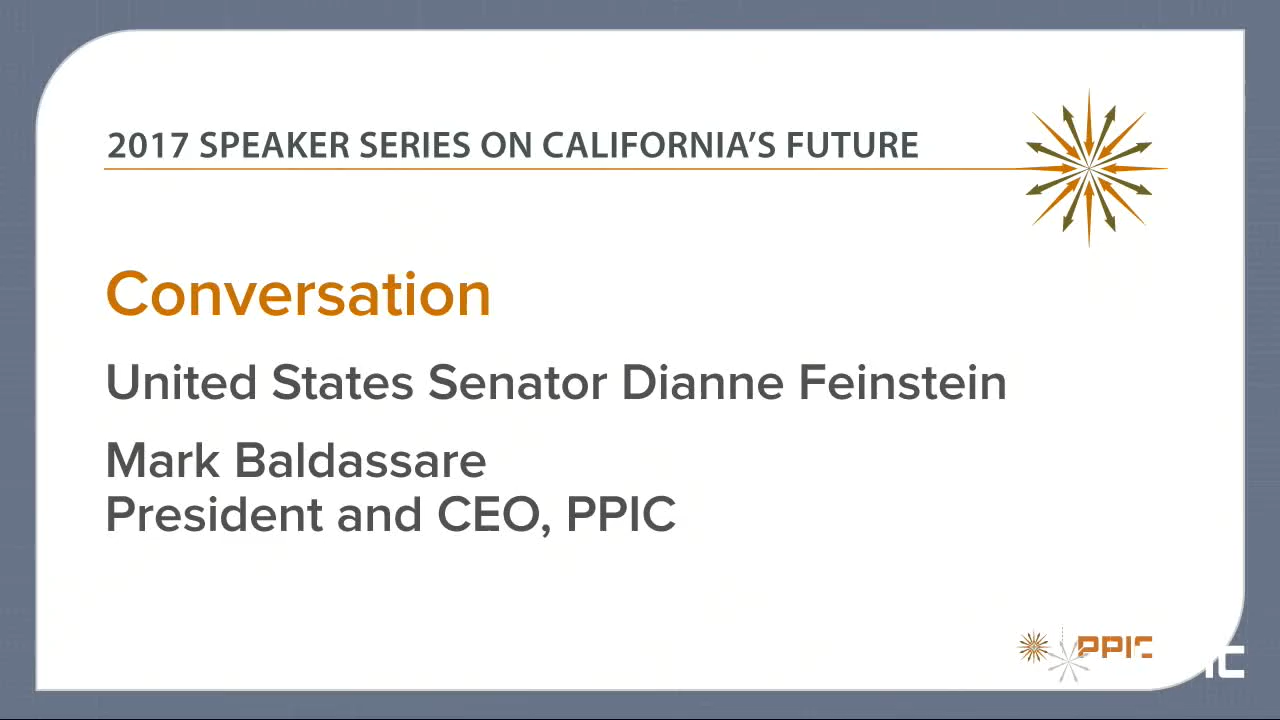 2017 SPEAKER SERIES ON CALIFORNIA’S FUTURE
Conversation
United States Senator Dianne Feinstein
Mark Baldassare
President and CEO, PPIC
PPIC